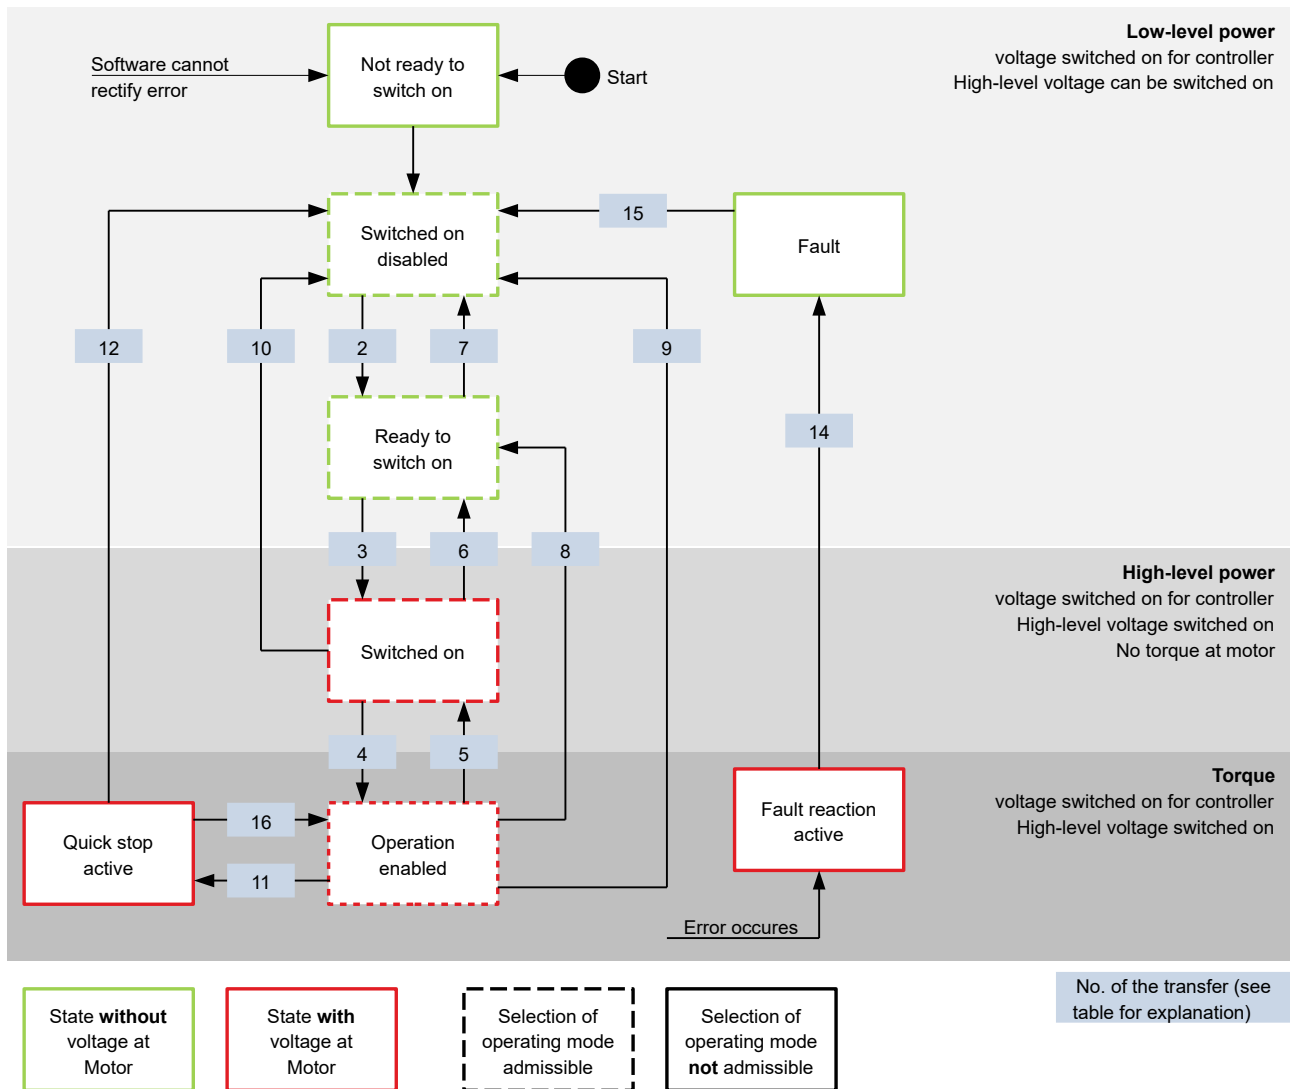 Low-level power
voltage switched on for controller
High-level voltage can be switched on
Software cannot
rectify error
Not ready to
switch on
Start
Switched on
disabled
15
Fault
12
10
2
7
9
14
Ready to
switch on
3
6
8
High-level power
voltage switched on for controller
High-level voltage switched on
No torque at motor
Switched on
4
5
Torque
voltage switched on for controller
High-level voltage switched on
Quick stop
active
16
11
Operation
enabled
Fault reaction
active
Error occures
State without
voltage at
Motor
State with
voltage at
Motor
Selection of
operating mode
admissible
Selection of
operating mode
not admissible
No. of the transfer (see
table for explanation)